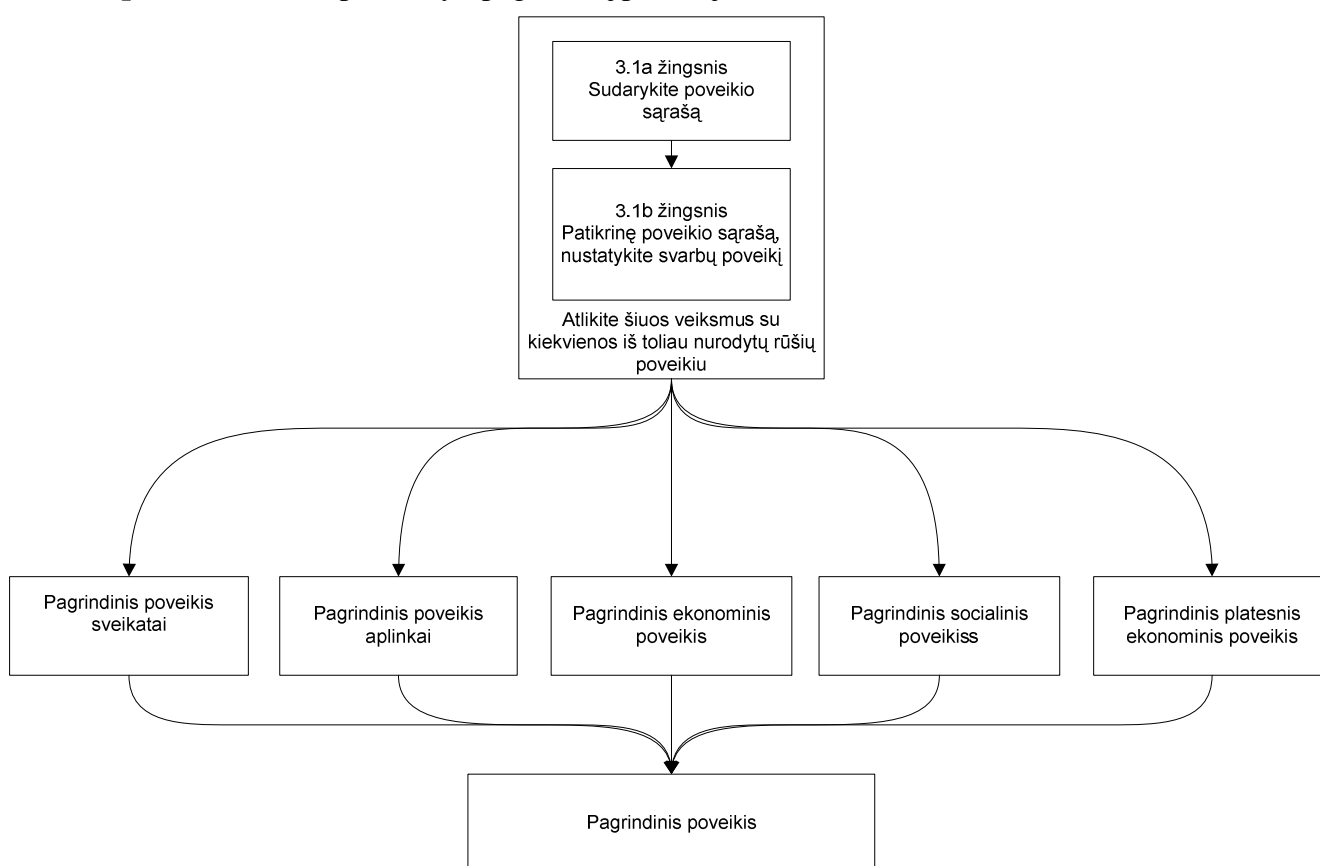 3.1a žingsnis
Sudarykite poveikio
sąrašą
3.1b žingsnis
Patikrinę poveikio sąrašą,
nustatykite svarbų poveikį
Atlikite šiuos veiksmus su
kiekvienos iš toliau nurodytų rūšių
poveikiu
Pagrindinis poveikis
sveikatai
Pagrindinis poveikis
aplinkai
Pagrindinis ekonominis
poveikis
Pagrindinis socialinis
poveikiss
Pagrindinis platesnis
ekonominis poveikis
Pagrindinis poveikis